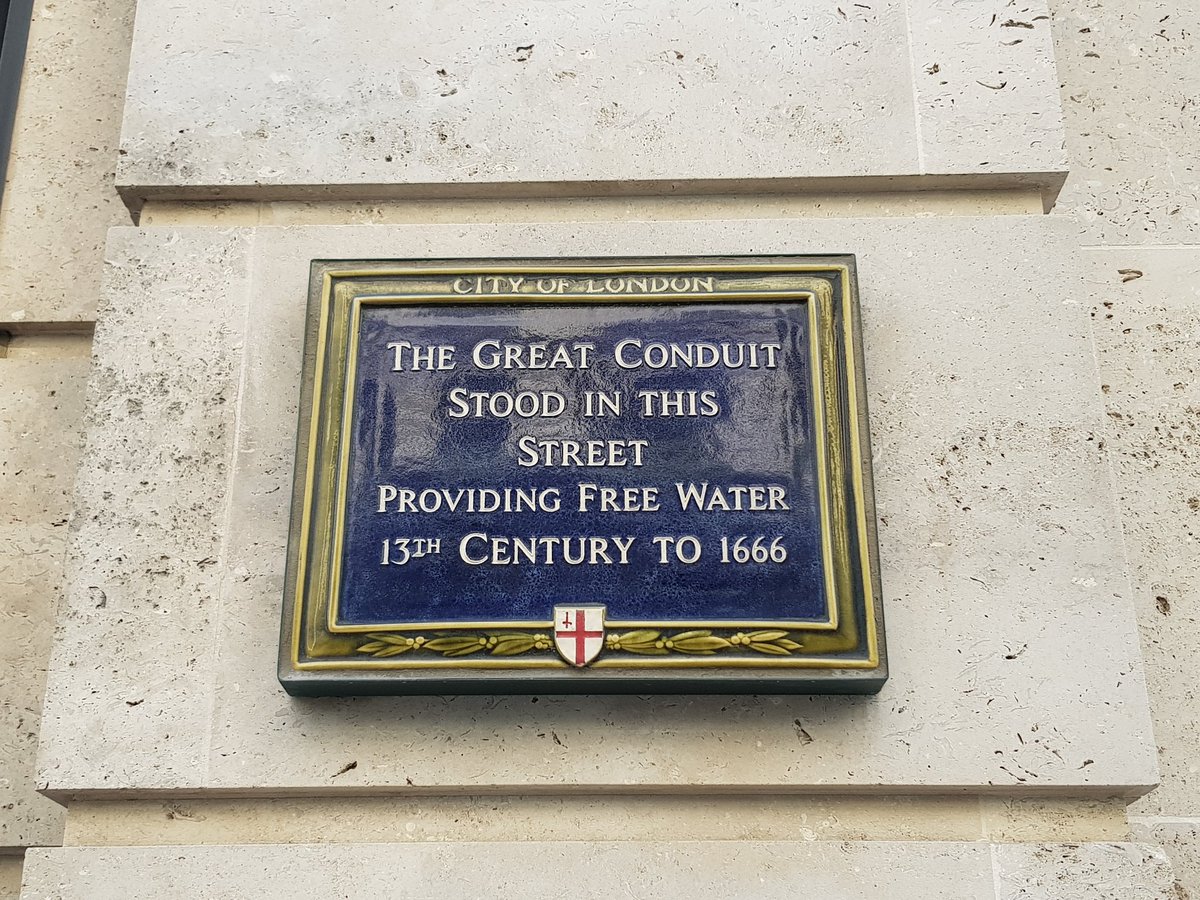 CITY OF LONDON
THE GREAT CONDUIT
STOOD IN THIS
STREET
PROVIDING FREE WATER
13TH CENTURY TO 1666